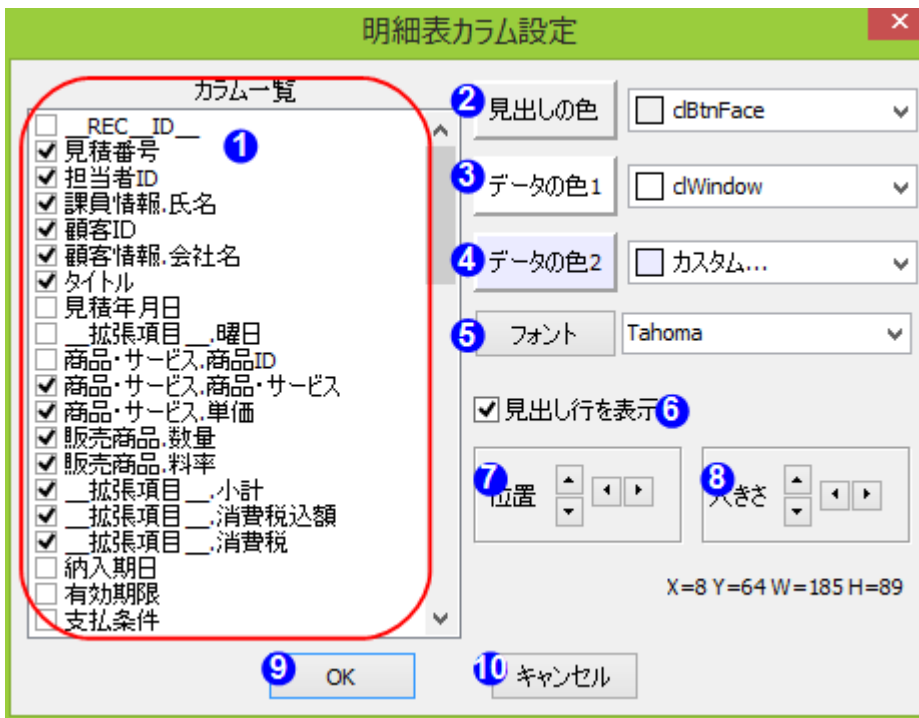 明細表カラム設定
×
カラム一覧
__REC__ID__
1
見積番号
担当者ID
課員情報.氏名
顧客ID
顧客情報.会社名
タイトル
見積年月日
__拡張項目__.曜日
商品・サービス.商品ID
商品・サービス.商品・サービス
商品・サービス.単価
販売商品.数量
販売商品.料率
__拡張項目__.小計
__拡張項目__.消費税込額
__拡張項目__.消費税
納入期日
有効期限
支払条件
2 見出しの色 clBtnFace
3 データの色1 clWindow
4 データの色2 カスタム...
5 フォント Tahoma
見出し行を表示 6
7 位置
8 大きさ
X=8 Y=64 W=185 H=89
9 OK
10 キャンセル